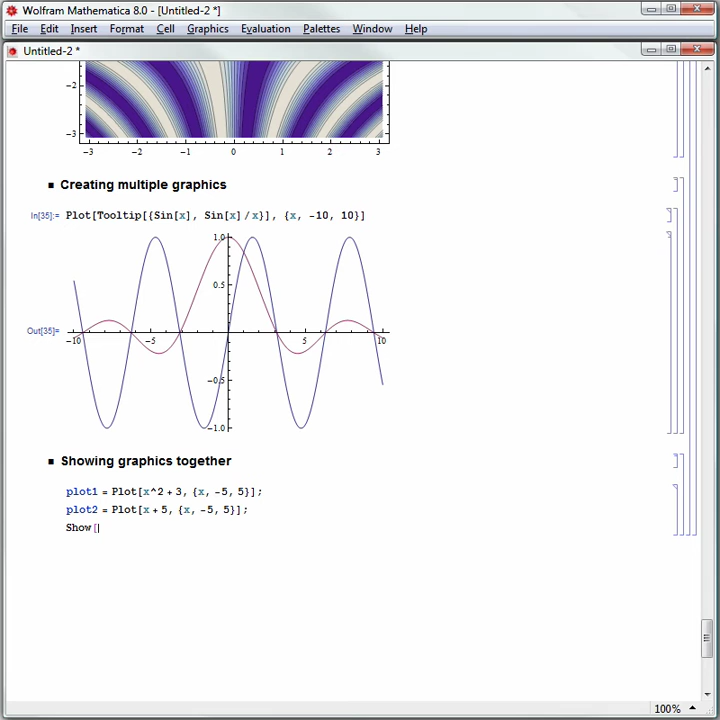 Wolfram Mathematica 8.0 - [Untitled-2 *]
File Edit Insert Format Cell Graphics Evaluation Palettes Window Help
Untitled-2 *
-2
-3
-3 -2 -1 0 1 2 3
■ Creating multiple graphics
In[35]:= Plot[Tooltip[{Sin[x], Sin[x]/x}], {x, -10, 10}]
1.0
0.5
Out[35]=
-10 -5 5 10
-0.5
-1.0
■ Showing graphics together
plot1 = Plot[x^2 + 3, {x, -5, 5}];
plot2 = Plot[x + 5, {x, -5, 5}];
Show[
100%